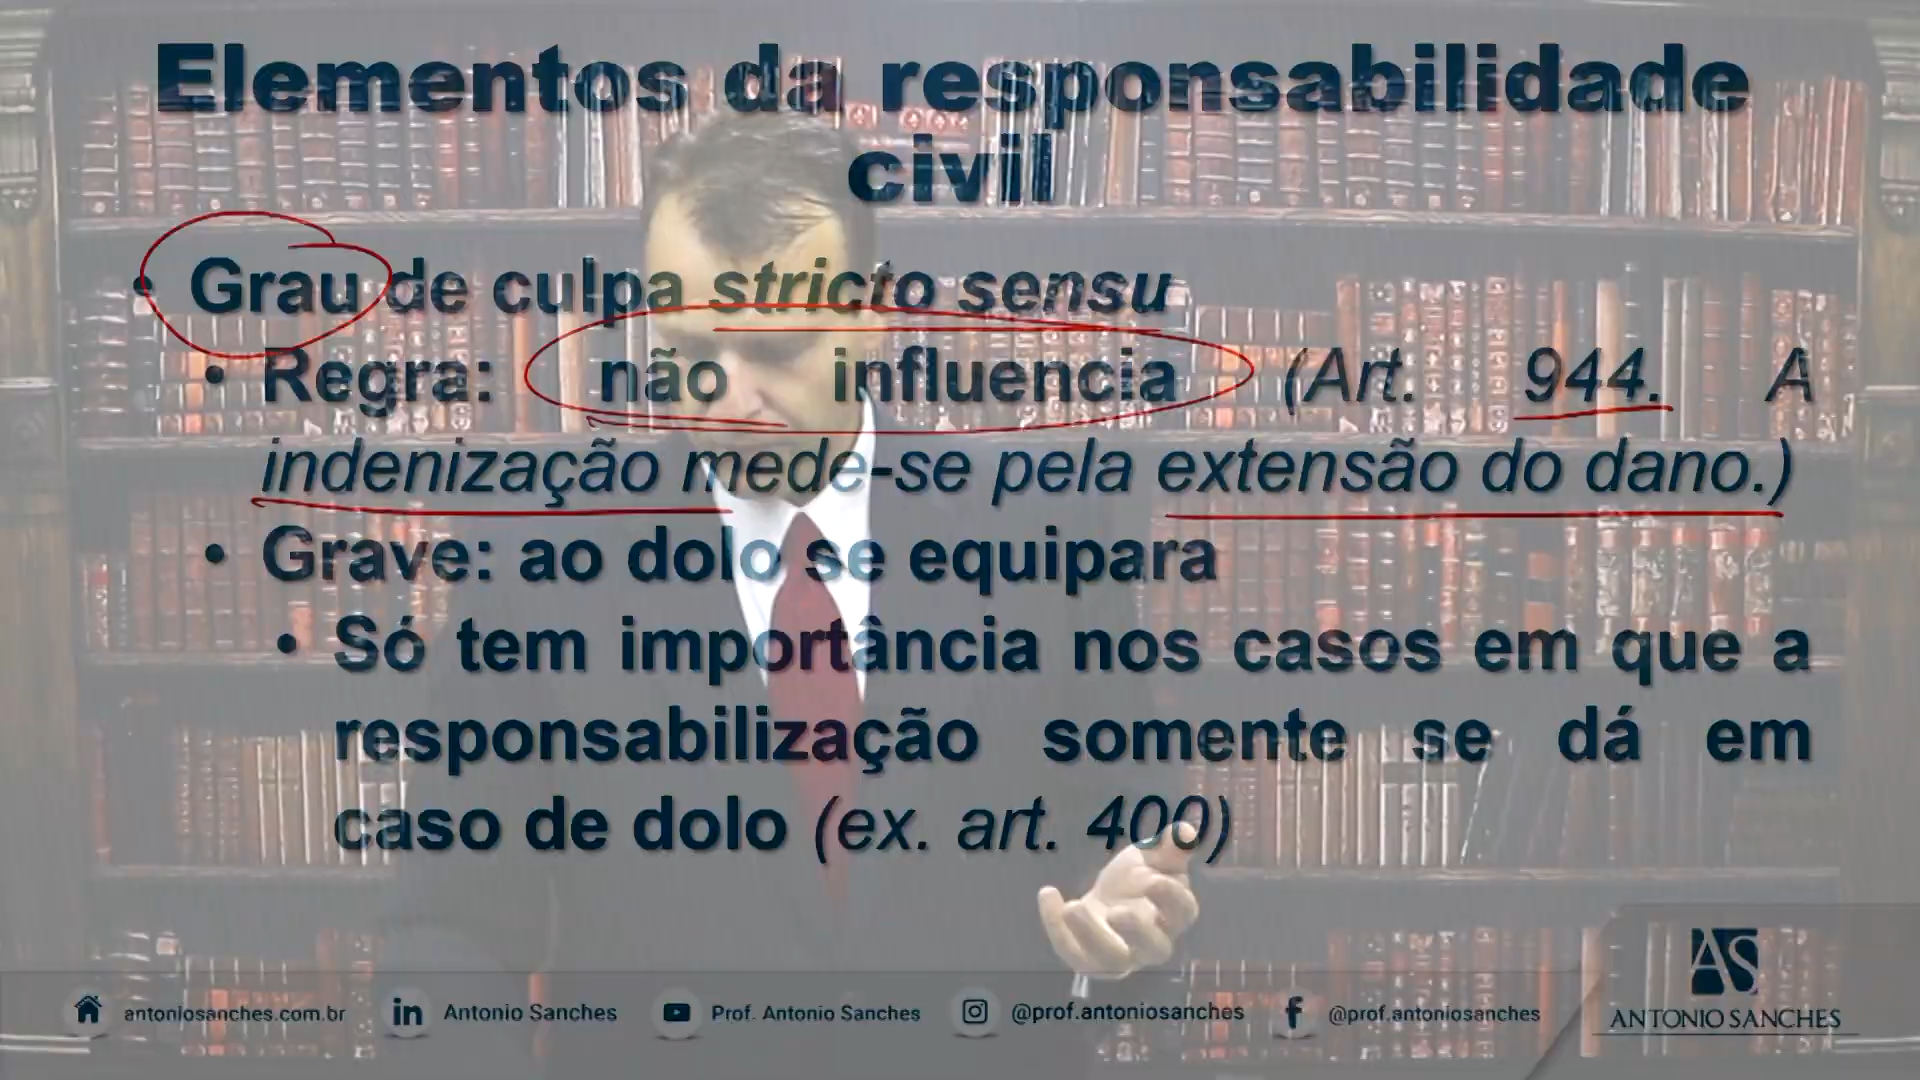 Elementos da responsabilidade
civil
• Grau de culpa stricto sensu
• Regra: não influencia (Art. 944. A
indenização mede-se pela extensão do dano.)
• Grave: ao dolo se equipara
• Só tem importância nos casos em que a
responsabilização somente se dá em
caso de dolo (ex. art. 400)
antoniosanches.com.br
in Antonio Sanches
Prof. Antonio Sanches
@prof.antoniosanches
f @prof.antoniosanches
AS
ANTONIO SANCHES